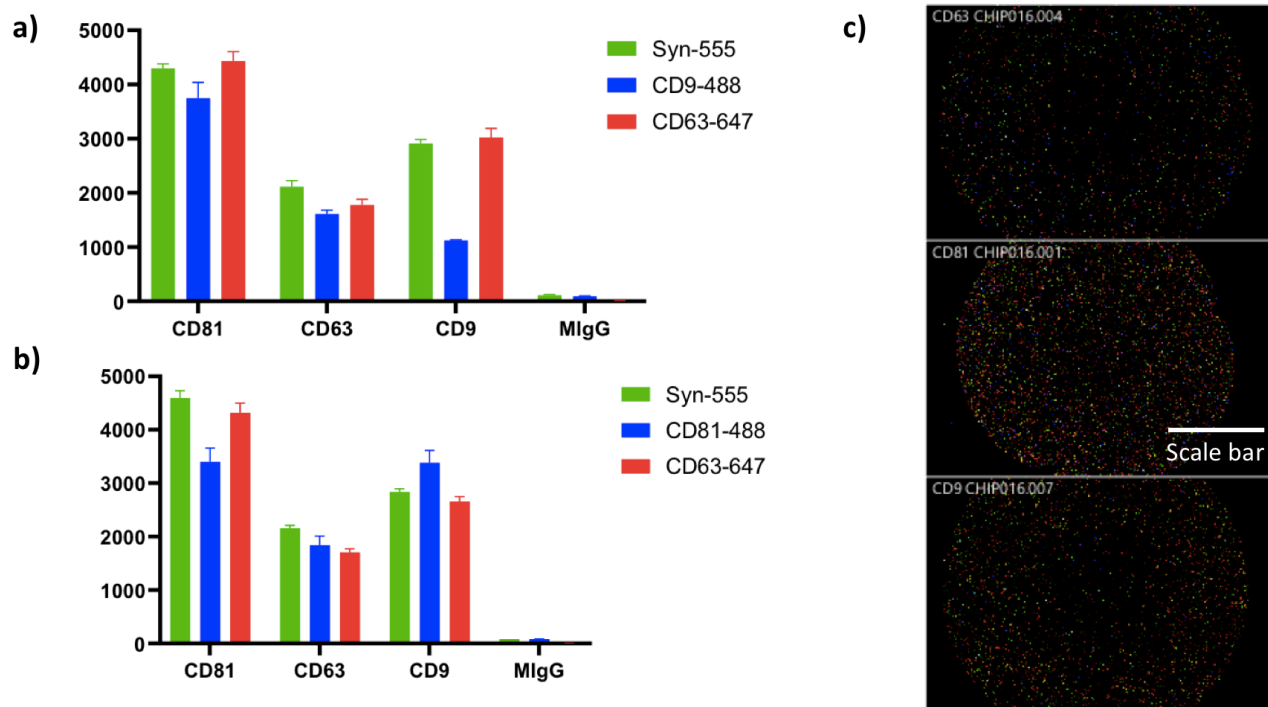 a)
5000
4000
3000
2000
1000
0
CD81 CD63 CD9 MIgG
Syn-555
CD9-488
CD63-647
b)
5000
4000
3000
2000
1000
0
CD81 CD63 CD9 MIgG
Syn-555
CD81-488
CD63-647
c)
CD63 CHIP016.004
CD81 CHIP016.001
Scale bar
CD9 CHIP016.007